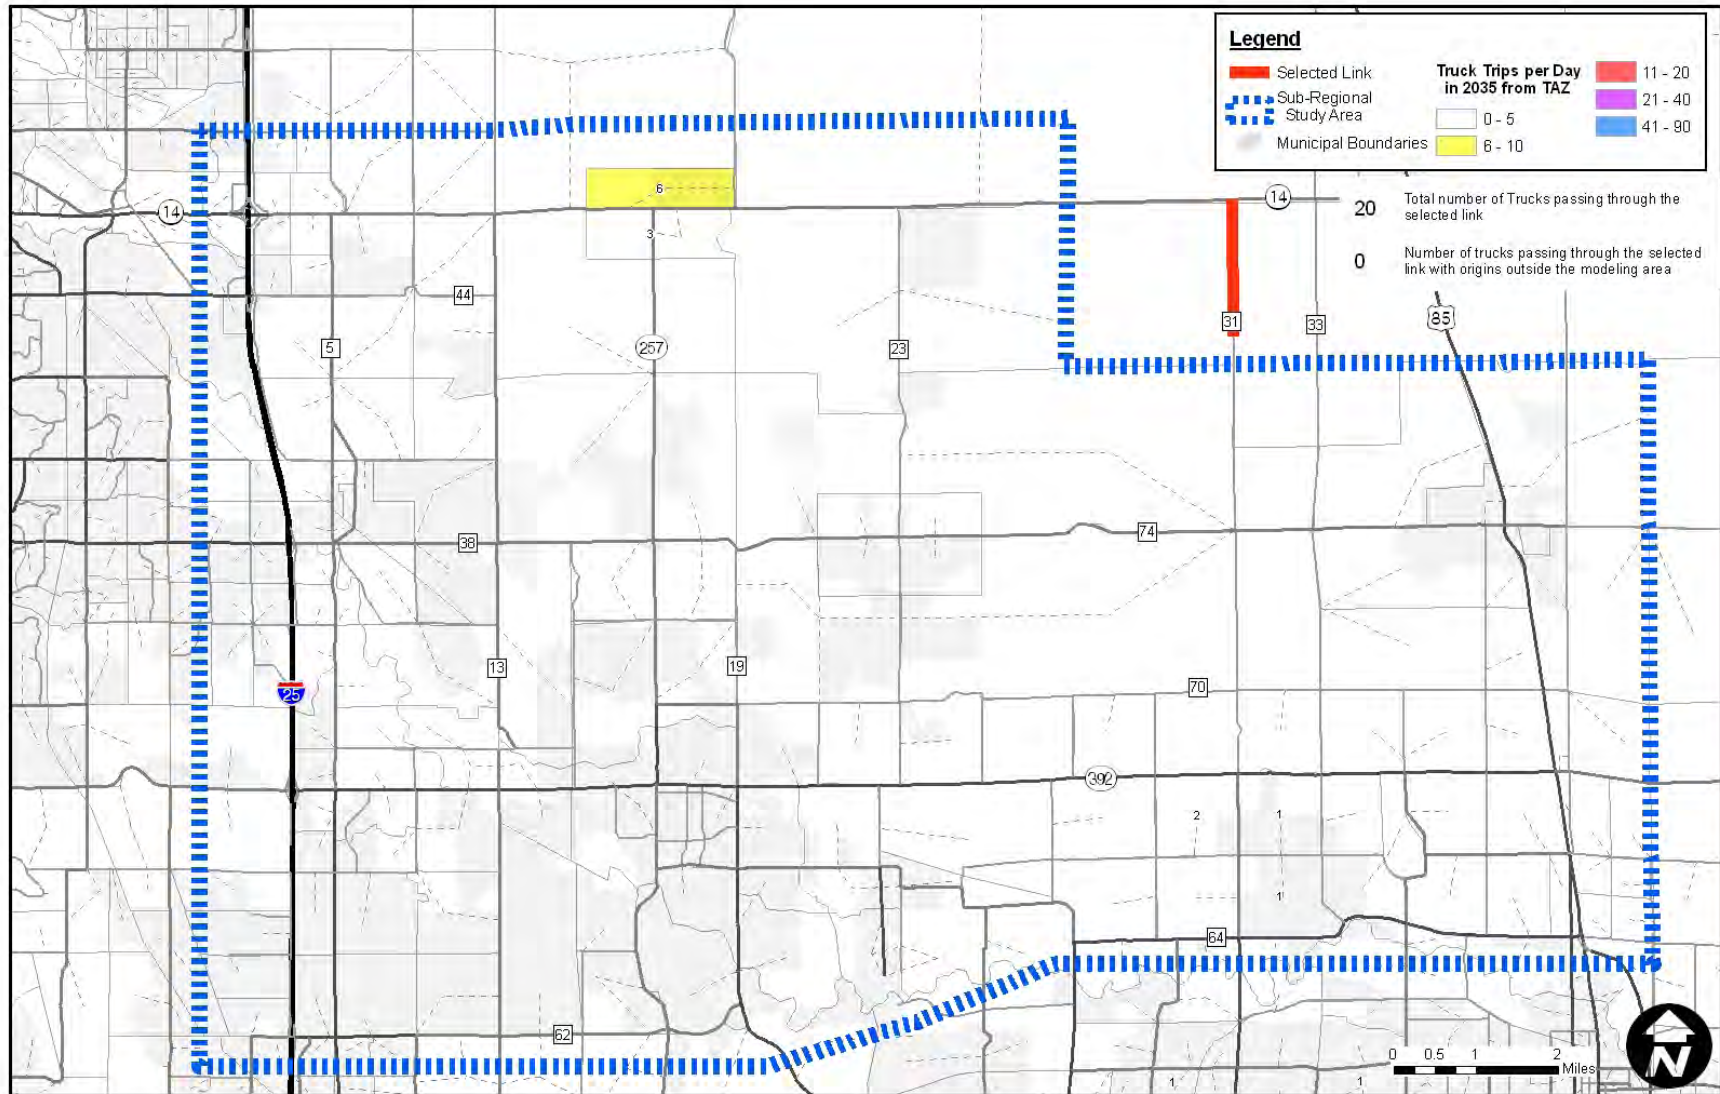 Legend
Selected Link
Sub-Regional
Study Area
Municipal Boundaries
Truck Trips per Day
in 2035 from TAZ
0 - 5
6 - 10
11 - 20
21 - 40
41 - 90
20
Total number of Trucks passing through the
selected link
0
Number of trucks passing through the selected
link with origins outside the modeling area
14
14
6
3
44
5
257
23
31
33
85
38
74
13
19
25
70
392
2
1
1
64
62
1
1
0 0.5 1 2
Miles
N